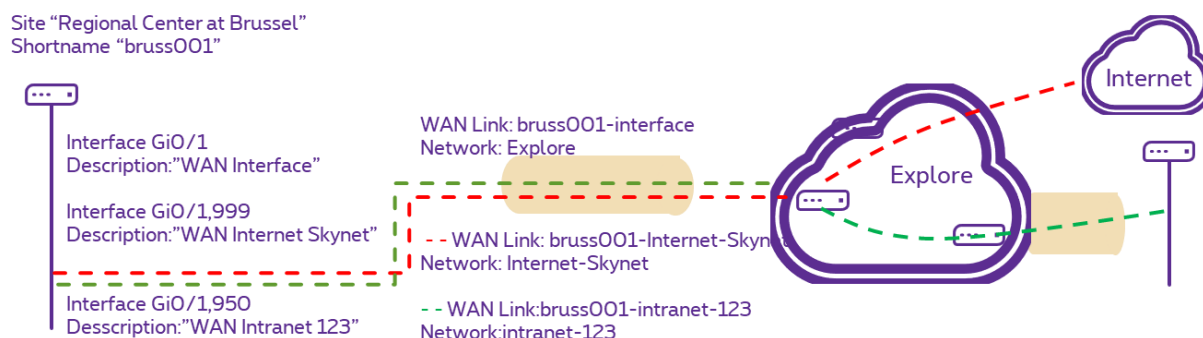 Site “Regional Center at Brussel”
Shortname “bruss001”
Interface Gi0/1
Description:”WAN Interface”
Interface Gi0/1,999
Description:”WAN Internet Skynet”
Interface Gi0/1,950
Desscription:”WAN Intranet 123”
WAN Link: bruss001-interface
Network: Explore
WAN Link: bruss001-Internet-Skynet
Network: Internet-Skynet
WAN Link:bruss001-intranet-123
Network:intranet-123
Explore
Internet